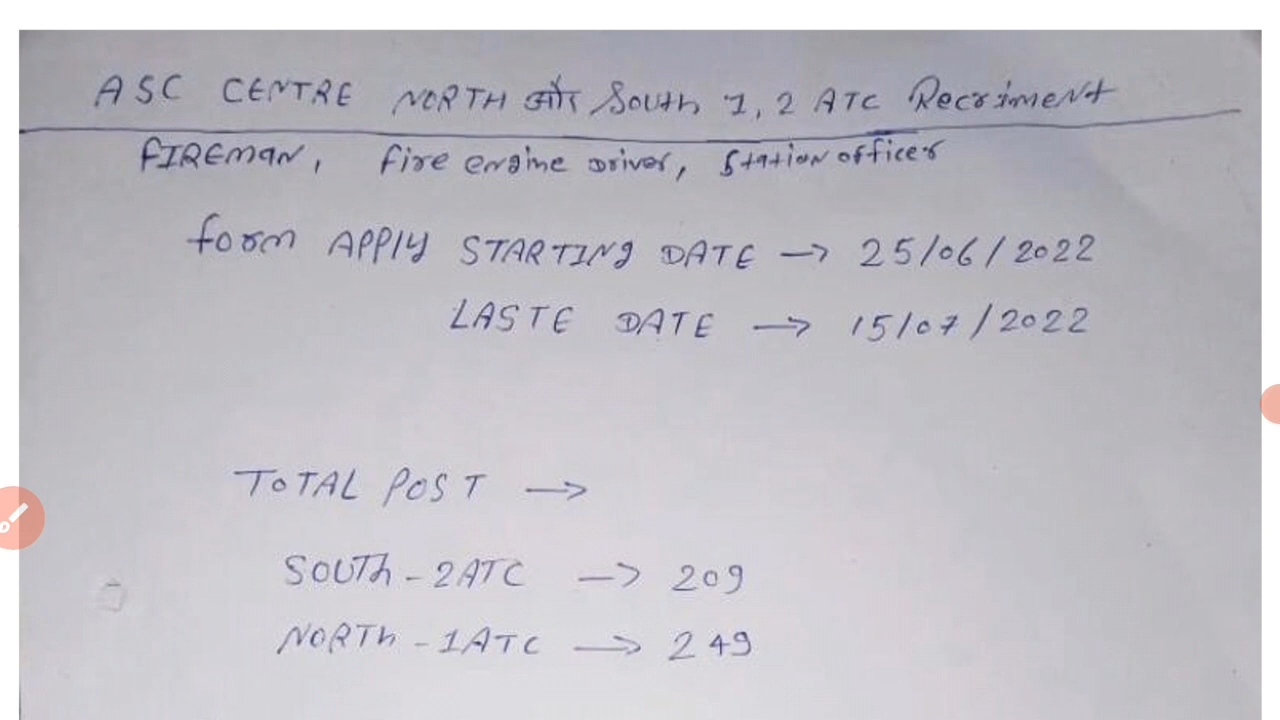 ASC CENTRE NORTH और South 1, 2 ATC Recriment
FIREMAN, Fire engine Driver, Station officer
form APPLY STARTING DATE → 25/06/2022
LASTE DATE → 15/07/2022
TOTAL POST →
SOUTh - 2ATC → 209
NORTh - 1ATC → 249